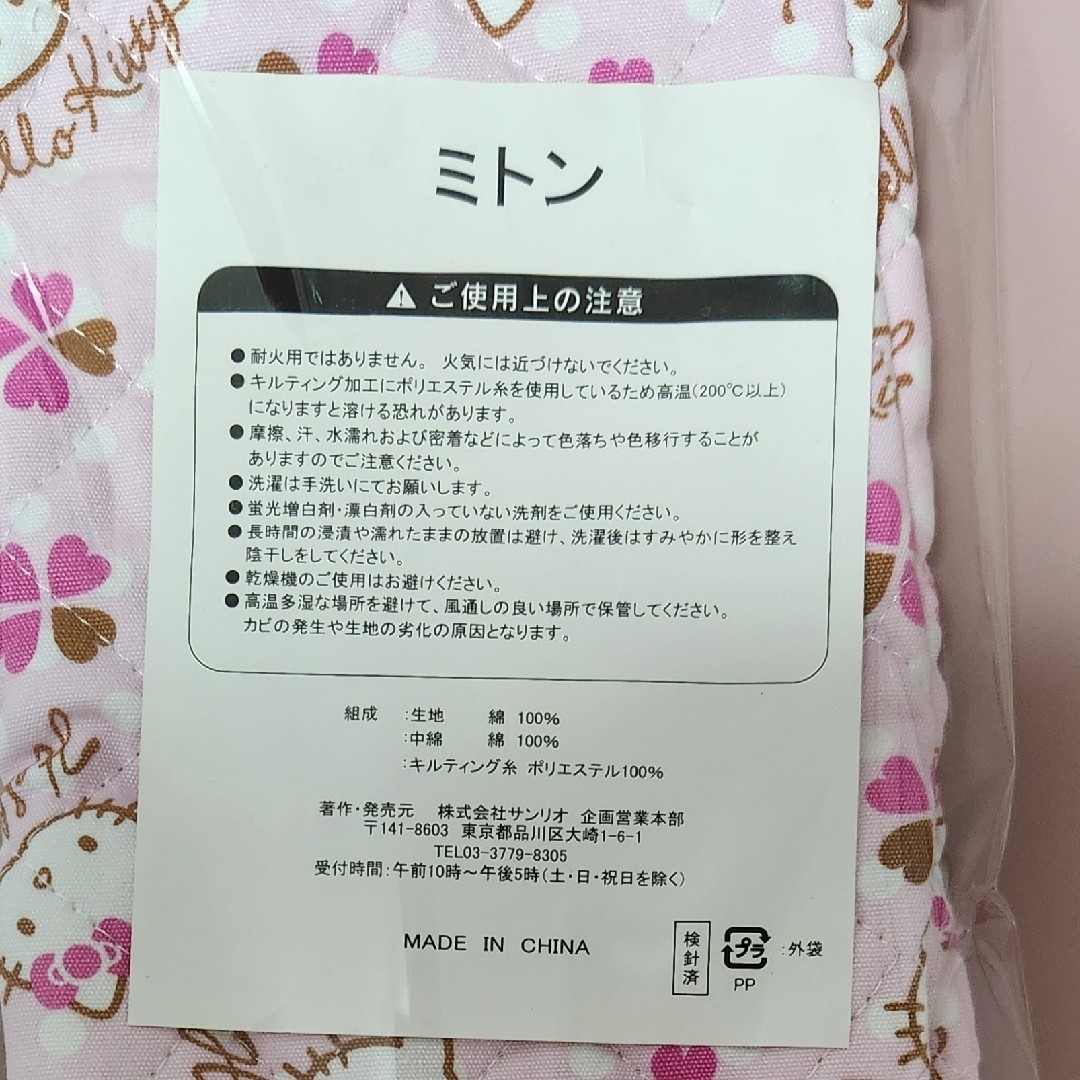 Hello Kitty
ミトン
⚠ ご使用上の注意
●耐火用ではありません。 火気には近づけないでください。
●キルティング加工にポリエステル糸を使用しているため高温(200℃以上)
になりますと溶ける恐れがあります。
●摩擦、汗、水濡れおよび密着などによって色落ちや色移行することが
ありますのでご注意ください。
●洗濯は手洗いにてお願いします。
●蛍光増白剤・漂白剤の入っていない洗剤をご使用ください。
●長時間の浸漬や濡れたままの放置は避け、洗濯後はすみやかに形を整え
陰干しをしてください。
●乾燥機のご使用はお避けください。
●高温多湿な場所を避けて、風通しの良い場所で保管してください。
カビの発生や生地の劣化の原因となります。
組成 :生地 綿 100%
:中綿 綿 100%
:キルティング糸 ポリエステル100%
著作・発売元 株式会社サンリオ 企画営業本部
〒141-8603 東京都品川区大崎1-6-1
TEL03-3779-8305
受付時間:午前10時~午後5時(土・日・祝日を除く)
MADE IN CHINA
検針済
プラ :外袋
PP